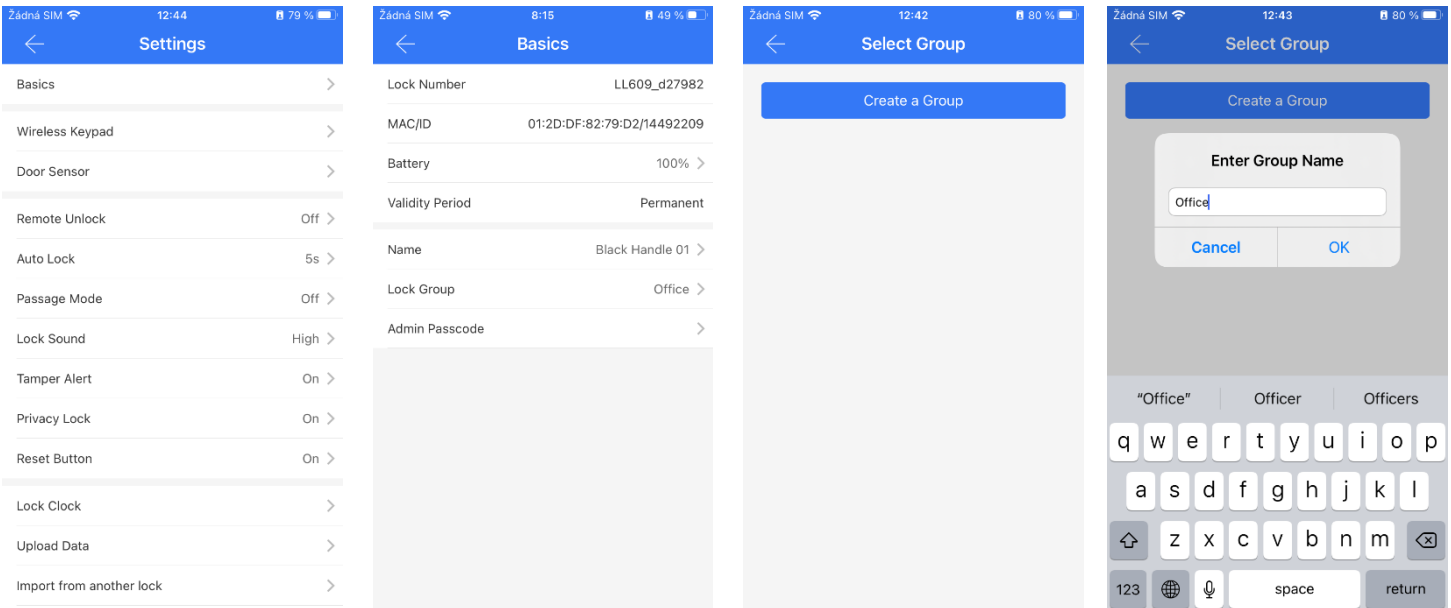 Žádná SIM 12:44 79 %
Settings
Basics
Wireless Keypad
Door Sensor
Remote Unlock Off
Auto Lock 5s
Passage Mode Off
Lock Sound High
Tamper Alert On
Privacy Lock On
Reset Button On
Lock Clock
Upload Data
Import from another lock
Žádná SIM 8:15 49 %
Basics
Lock Number LL609_d27982
MAC/ID 01:2D:DF:82:79:D2/14492209
Battery 100%
Validity Period Permanent
Name Black Handle 01
Lock Group Office
Admin Passcode
Žádná SIM 12:42 80 %
Select Group
Create a Group
Žádná SIM 12:43 80 %
Select Group
Create a Group
Enter Group Name
Office
Cancel OK
“Office” Officer Officers
q w e r t y u i o p
a s d f g h j k l
z x c v b n m
123 space return